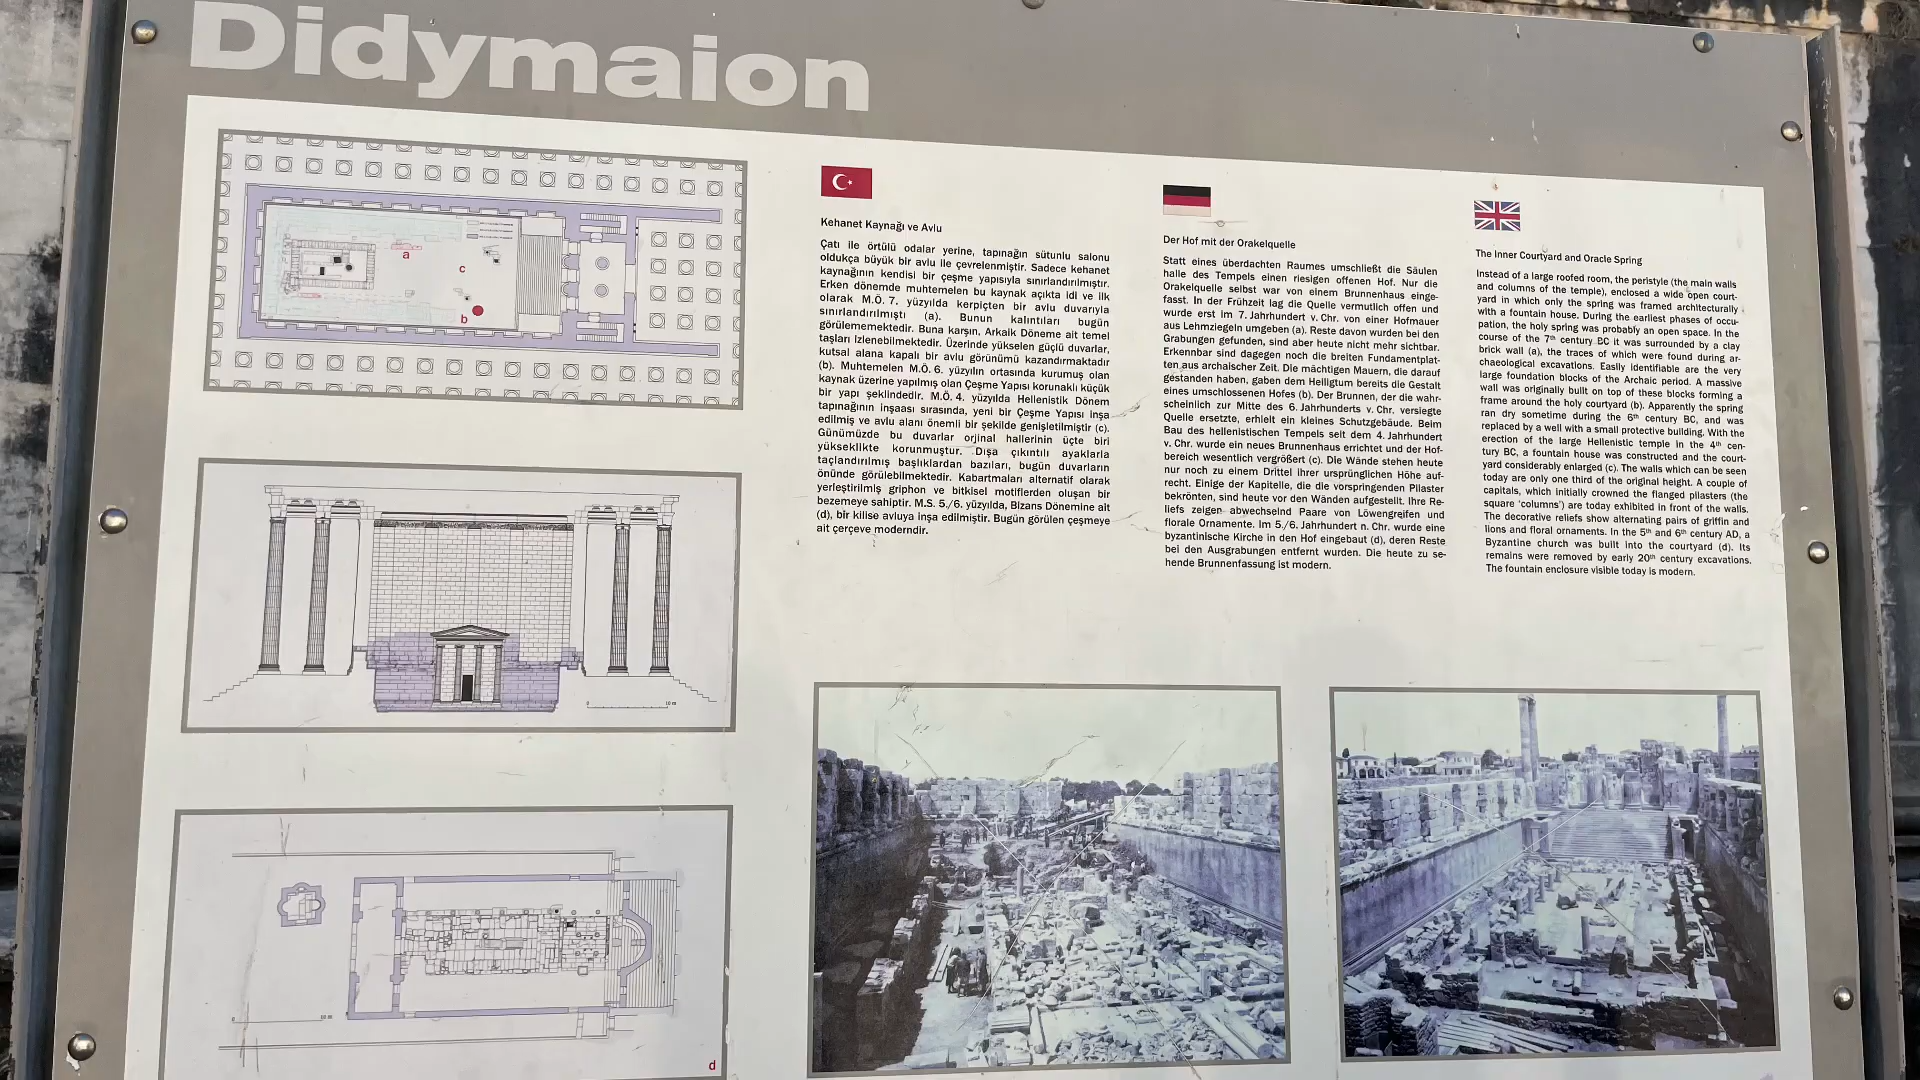 Didymaion
a
c
b
10 m
d
Kehanet Kaynağı ve Avlu
Çatı ile örtülü odalar yerine, tapınağın sütunlu salonu
oldukça büyük bir avlu ile çevrelenmiştir. Sadece kehanet
kaynağının kendisi bir çeşme yapısıyla sınırlandırılmıştır.
Erken dönemde muhtemelen bu kaynak açıkta idi ve ilk
olarak M.Ö. 7. yüzyılda kerpiçten bir avlu duvarıyla
sınırlandırılmıştı (a). Bunun kalıntıları bugün
görülememektedir. Buna karşın, Arkaik Döneme ait temel
taşları izlenebilmektedir. Üzerinde yükselen güçlü duvarlar,
kutsal alana kapalı bir avlu görünümü kazandırmaktadır
(b). Muhtemelen M.Ö. 6. yüzyılın ortasında kurumuş olan
kaynak üzerine yapılmış olan Çeşme Yapısı korunaklı küçük
bir yapı şeklindedir. M.Ö. 4. yüzyılda Hellenistik Dönem
tapınağının inşaası sırasında, yeni bir Çeşme Yapısı inşa
edilmiş ve avlu alanı önemli bir şekilde genişletilmiştir (c).
Günümüzde bu duvarlar orjinal hallerinin üçte biri
yükseklikte korunmuştur. Dışa çıkıntılı ayaklarla
taçlandırılmış başlıklardan bazıları, bugün duvarların
önünde görülebilmektedir. Kabartmaları alternatif olarak
yerleştirilmiş griphon ve bitkisel motiflerden oluşan bir
bezemeye sahiptir. M.S. 5./6. yüzyılda, Bizans Dönemine ait
(d), bir kilise avluya inşa edilmiştir. Bugün görülen çeşmeye
ait çerçeve moderndir.
Der Hof mit der Orakelquelle
Statt eines überdachten Raumes umschließt die Säulen
halle des Tempels einen riesigen offenen Hof. Nur die
Orakelquelle selbst war von einem Brunnenhaus einge-
fasst. In der Frühzeit lag die Quelle vermutlich offen und
wurde erst im 7. Jahrhundert v. Chr. von einer Hofmauer
aus Lehmziegeln umgeben (a). Reste davon wurden bei den
Grabungen gefunden, sind aber heute nicht mehr sichtbar.
Erkennbar sind dagegen noch die breiten Fundamentplat-
ten aus archaischer Zeit. Die mächtigen Mauern, die darauf
gestanden haben, gaben dem Heiligtum bereits die Gestalt
eines umschlossenen Hofes (b). Der Brunnen, der die wahr-
scheinlich zur Mitte des 6. Jahrhunderts v. Chr. versiegte
Quelle ersetzte, erhielt ein kleines Schutzgebäude. Beim
Bau des hellenistischen Tempels seit dem 4. Jahrhundert
v. Chr. wurde ein neues Brunnenhaus errichtet und der Hof-
bereich wesentlich vergrößert (c). Die Wände stehen heute
nur noch zu einem Drittel ihrer ursprünglichen Höhe auf-
recht. Einige der Kapitelle, die die vorspringenden Pilaster
bekrönten, sind heute vor den Wänden aufgestellt. Ihre Re-
liefs zeigen abwechselnd Paare von Löwengreifen und
florale Ornamente. Im 5./6. Jahrhundert n. Chr. wurde eine
byzantinische Kirche in den Hof eingebaut (d), deren Reste
bei den Ausgrabungen entfernt wurden. Die heute zu se-
hende Brunnenfassung ist modern.
The Inner Courtyard and Oracle Spring
Instead of a large roofed room, the peristyle (the main walls
and columns of the temple), enclosed a wide open court-
yard in which only the spring was framed architecturally
with a fountain house. During the earliest phases of occu-
pation, the holy spring was probably an open space. In the
course of the 7th century BC it was surrounded by a clay
brick wall (a), the traces of which were found during ar-
chaeological excavations. Easily identifiable are the very
large foundation blocks of the Archaic period. A massive
wall was originally built on top of these blocks forming a
frame around the holy courtyard (b). Apparently the spring
ran dry sometime during the 6th century BC, and was
replaced by a well with a small protective building. With the
erection of the large Hellenistic temple in the 4th cen-
tury BC, a fountain house was constructed and the court-
yard considerably enlarged (c). The walls which can be seen
today are only one third of the original height. A couple of
capitals, which initially crowned the flanged pilasters (the
square 'columns') are today exhibited in front of the walls.
The decorative reliefs show alternating pairs of griffin and
lions and floral ornaments. In the 5th and 6th century AD, a
Byzantine church was built into the courtyard (d). Its
remains were removed by early 20th century excavations.
The fountain enclosure visible today is modern.